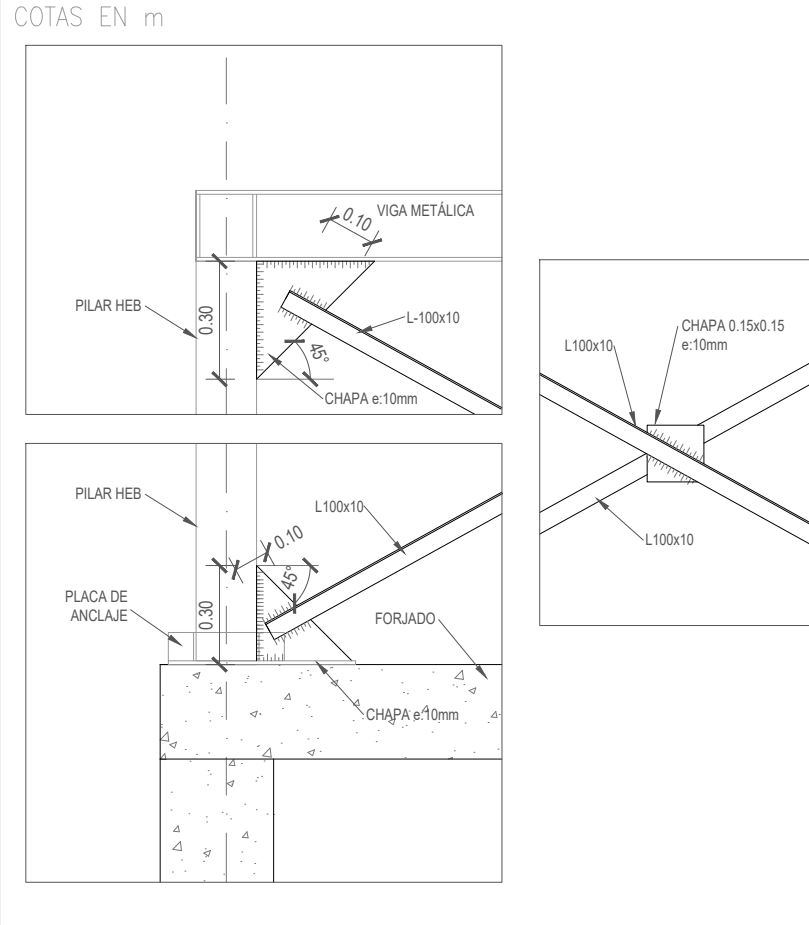 COTAS EN m
0.10
VIGA METÁLICA
PILAR HEB
0.30
L-100x10
45°
CHAPA e:10mm
L100x10
CHAPA 0.15x0.15
e:10mm
L100x10
PILAR HEB
L100x10
0.10
45°
PLACA DE
ANCLAJE
0.30
FORJADO
CHAPA e:10mm